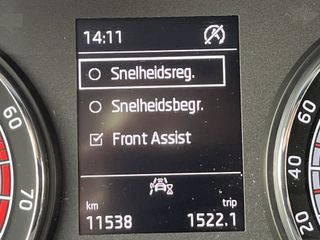 14:11
Snelheidsreg.
Snelheidsbegr.
Front Assist
km
trip
11538
1522.1
60
70
60
40
20